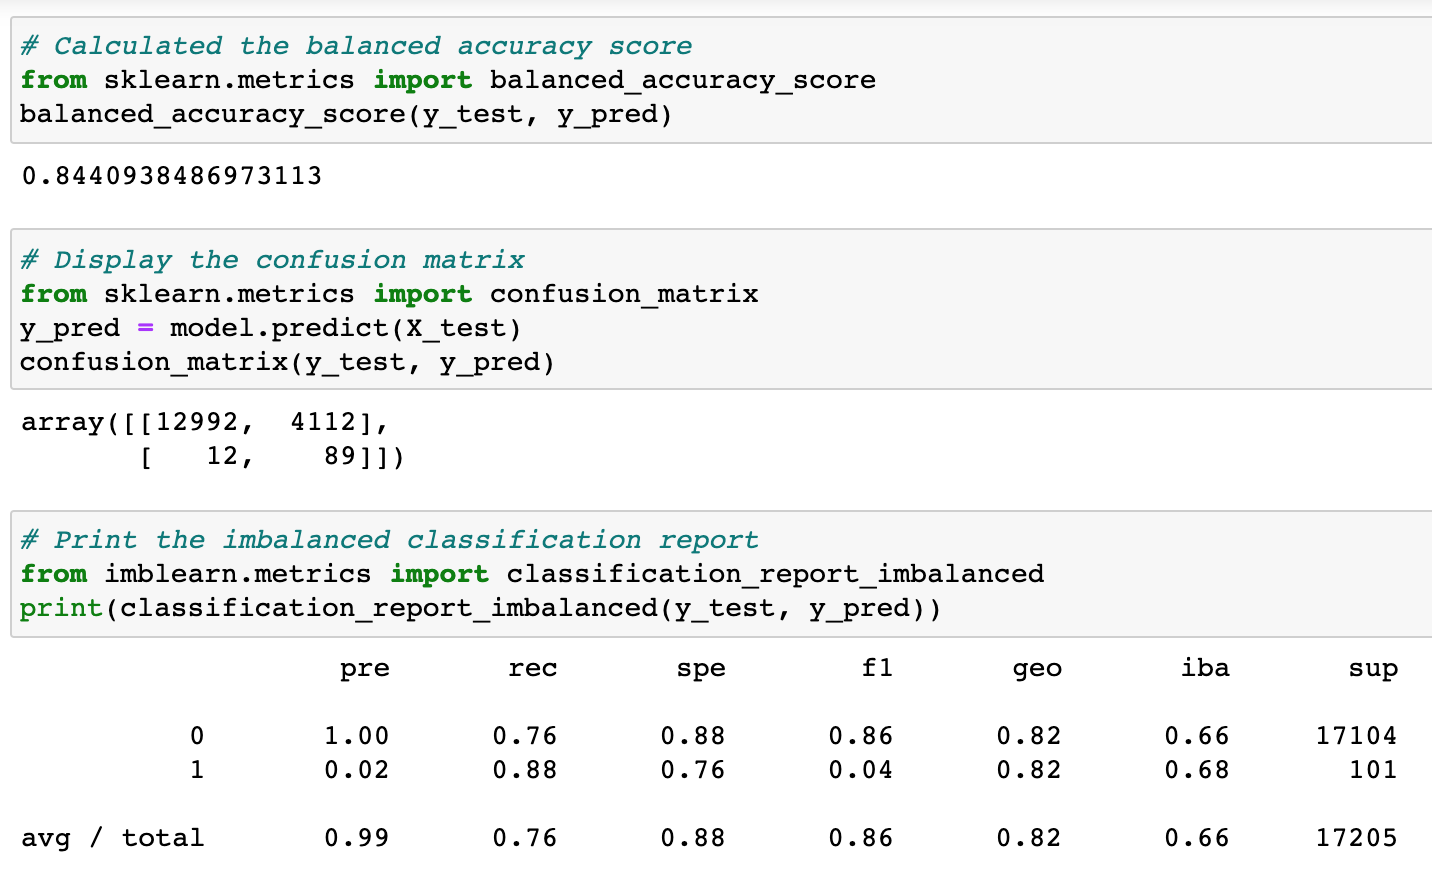 # Calculated the balanced accuracy score
from sklearn.metrics import balanced_accuracy_score
balanced_accuracy_score(y_test, y_pred)
0.8440938486973113
# Display the confusion matrix
from sklearn.metrics import confusion_matrix
y_pred = model.predict(X_test)
confusion_matrix(y_test, y_pred)
array([[12992,  4112],
       [   12,    89]])
# Print the imbalanced classification report
from imblearn.metrics import classification_report_imbalanced
print(classification_report_imbalanced(y_test, y_pred))
                   pre       rec       spe        f1       geo       iba       sup
          0       1.00      0.76      0.88      0.86      0.82      0.66     17104
          1       0.02      0.88      0.76      0.04      0.82      0.68       101
avg / total       0.99      0.76      0.88      0.86      0.82      0.66     17205